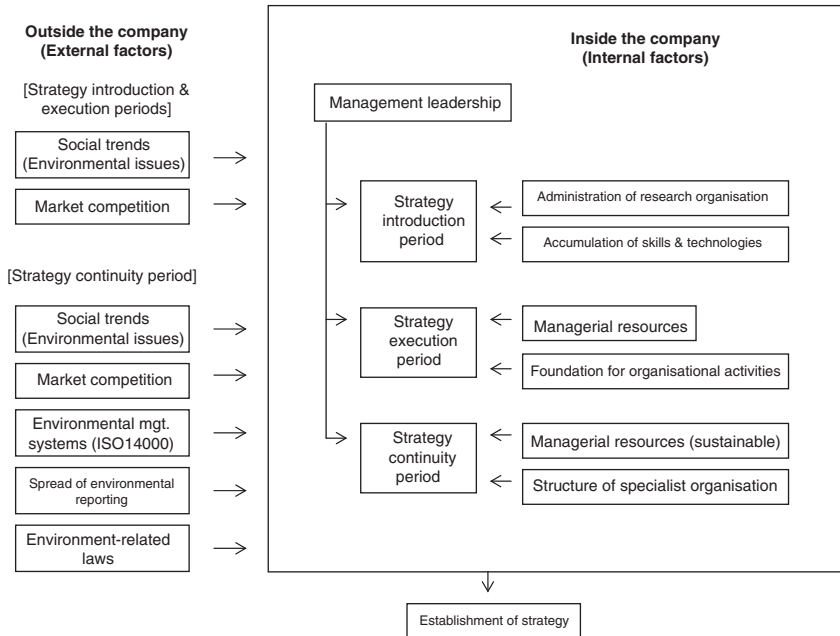 Outside the company
(External factors)
[Strategy introduction &
execution periods]
Social trends
(Environmental issues)
Market competition
[Strategy continuity period]
Social trends
(Environmental issues)
Market competition
Environmental mgt.
systems (ISO14000)
Spread of environmental
reporting
Environment-related
laws
Inside the company
(Internal factors)
Management leadership
Strategy
introduction
period
Administration of research organisation
Accumulation of skills & technologies
Strategy
execution
period
Managerial resources
Foundation for organisational activities
Strategy
continuity
period
Managerial resources (sustainable)
Structure of specialist organisation
Establishment of strategy